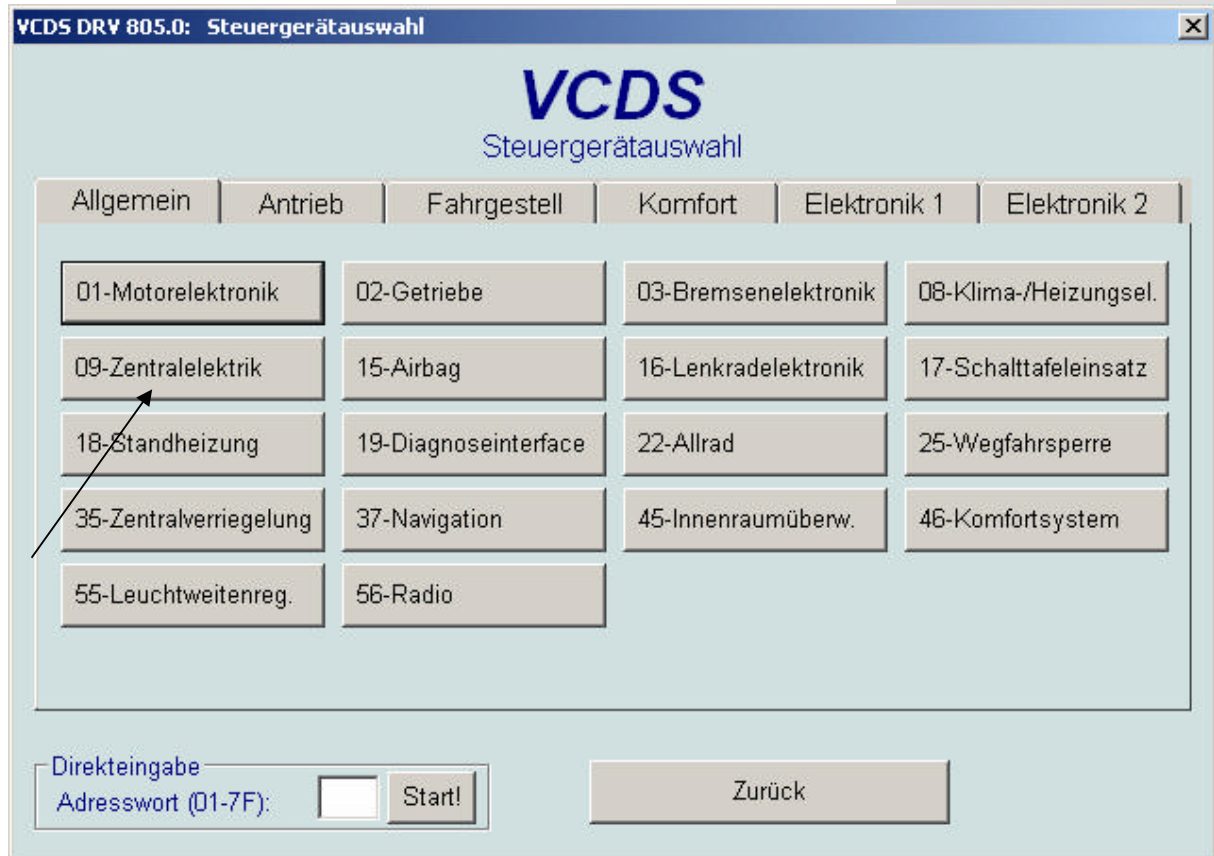 VCDS DRV 805.0: Steuergerätauswahl
VCDS
Steuergerätauswahl
Allgemein Antrieb Fahrgestell Komfort Elektronik 1 Elektronik 2
01-Motorelektronik 02-Getriebe 03-Bremsenelektronik 08-Klima-/Heizungsel.
09-Zentralelektrik 15-Airbag 16-Lenkradelektronik 17-Schalttafeleinsatz
18-Standheizung 19-Diagnoseinterface 22-Allrad 25-Wegfahrsperre
35-Zentralverriegelung 37-Navigation 45-Innenraumüberw. 46-Komfortsystem
55-Leuchtweitenreg. 56-Radio
Direkteingabe
Adresswort (01-7F): Start! Zurück